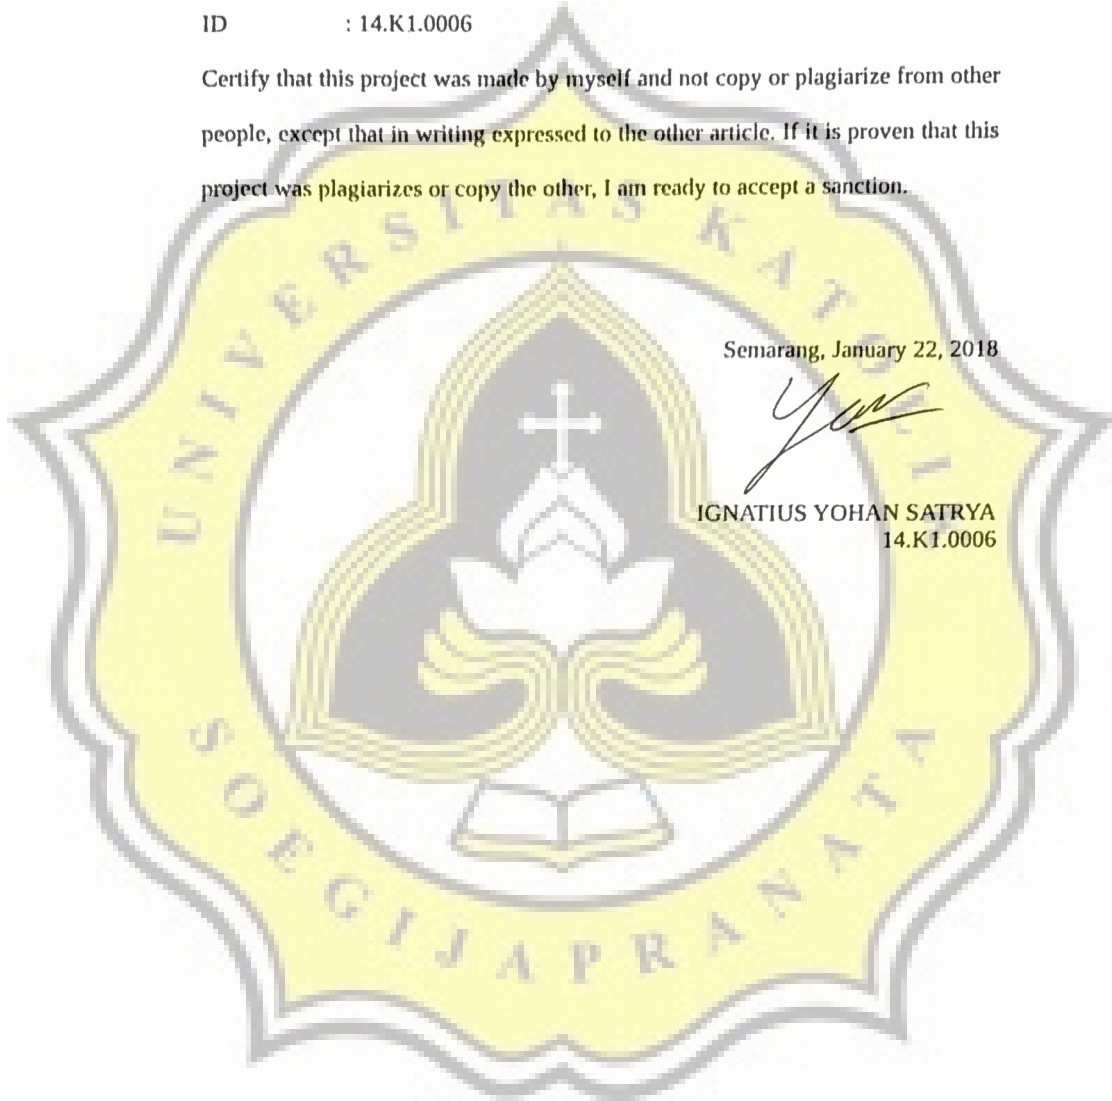 ID : 14.K1.0006
Certify that this project was made by myself and not copy or plagiarize from other
people, except that in writing expressed to the other article. If it is proven that this
project was plagiarizes or copy the other, I am ready to accept a sanction.
UNIVERSITAS KATOLIK
Semarang, January 22, 2018
IGNATIUS YOHAN SATRYA
14.K1.0006
SOEGIJAPRANATA